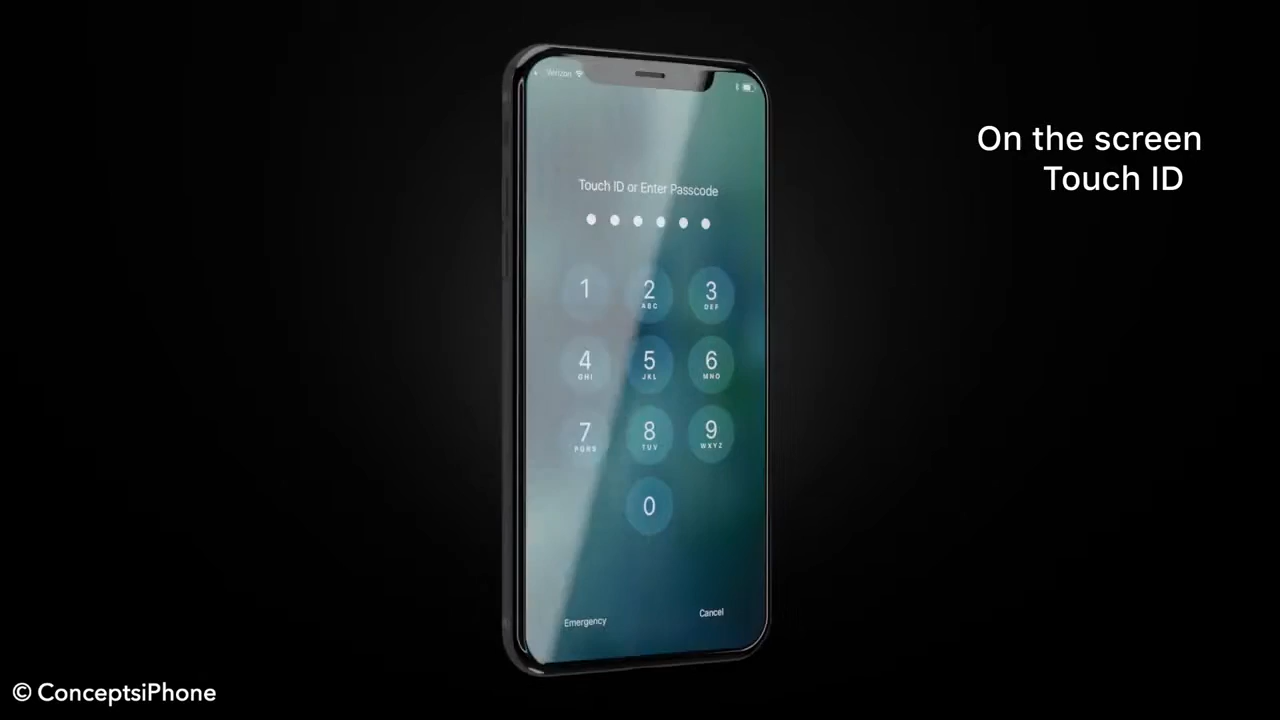 Verizon
On the screen
Touch ID
Touch ID or Enter Passcode
1
2
ABC
3
DEF
4
GHI
5
JKL
6
MNO
7
PQRS
8
TUV
9
WXYZ
0
Emergency
Cancel
© ConceptsiPhone